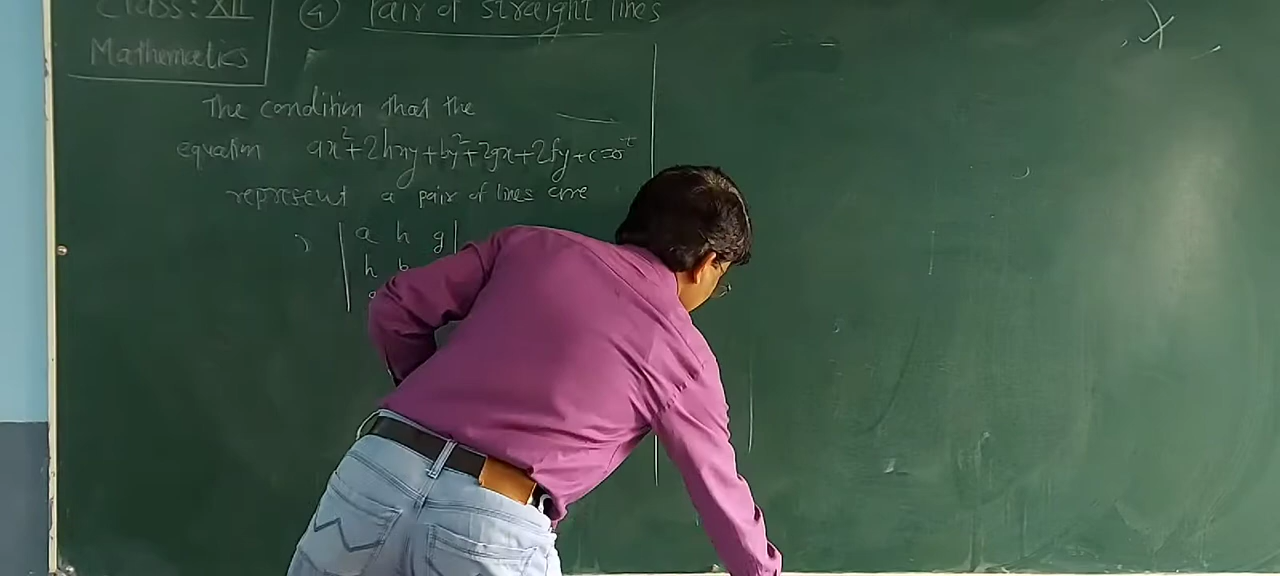 Class: XII
Mathematics
④ Pair of straight lines
The condition that the
equation ax²+2hxy+by²+2gx+2fy+c=0
represent a pair of lines are
a h g
h b